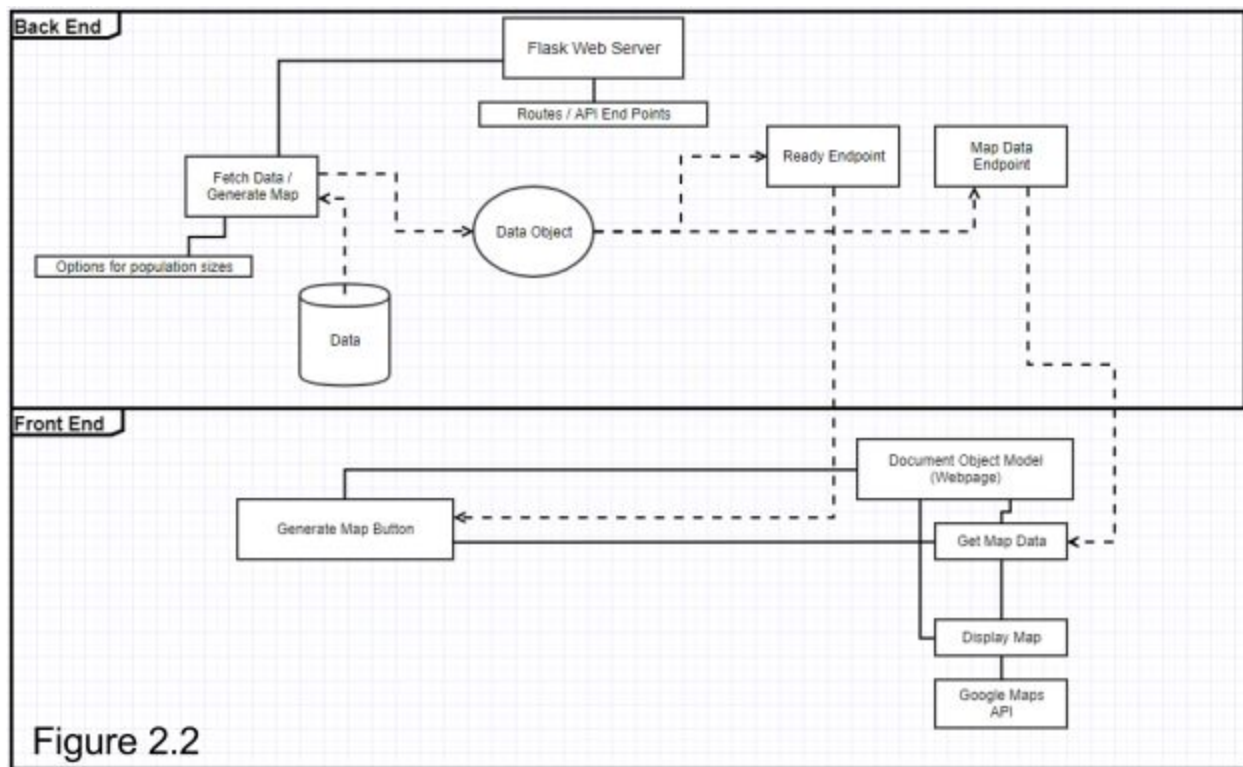 Back End
Flask Web Server
Routes / API End Points
Ready Endpoint
Map Data
Endpoint
Fetch Data /
Generate Map
Data Object
Options for population sizes
Data
Front End
Document Object Model
(Webpage)
Generate Map Button
Get Map Data
Display Map
Google Maps
API
Figure 2.2